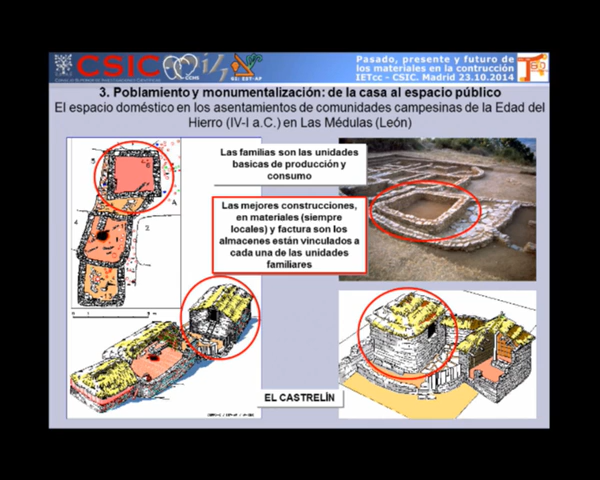 CSIC
Pasado, presente y futuro de
los materiales en la contrucción
IETcc - CSIC. Madrid 23.10.2014
3. Poblamiento y monumentalización: de la casa al espacio público
El espacio doméstico en los asentamientos de comunidades campesinas de la Edad del
Hierro (IV-I a.C.) en Las Médulas (León)
Las familias son las unidades
basicas de producción y
consumo
Las mejores construcciones,
en materiales (siempre
locales) y factura son los
almacenes están vinculados a
cada una de las unidades
familiares
EL CASTRELÍN